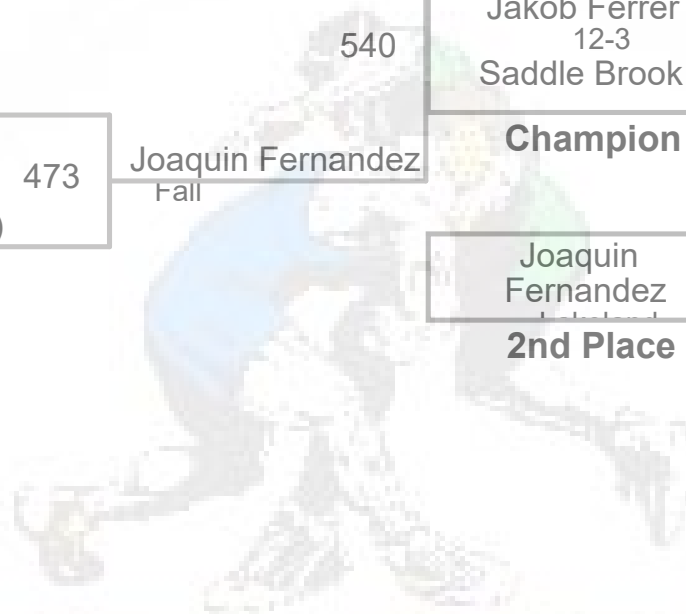 Jakob Ferrer
540
12-3
Saddle Brook
Champion
473
Joaquin Fernandez
Fall
)
Joaquin
Fernandez
2nd Place